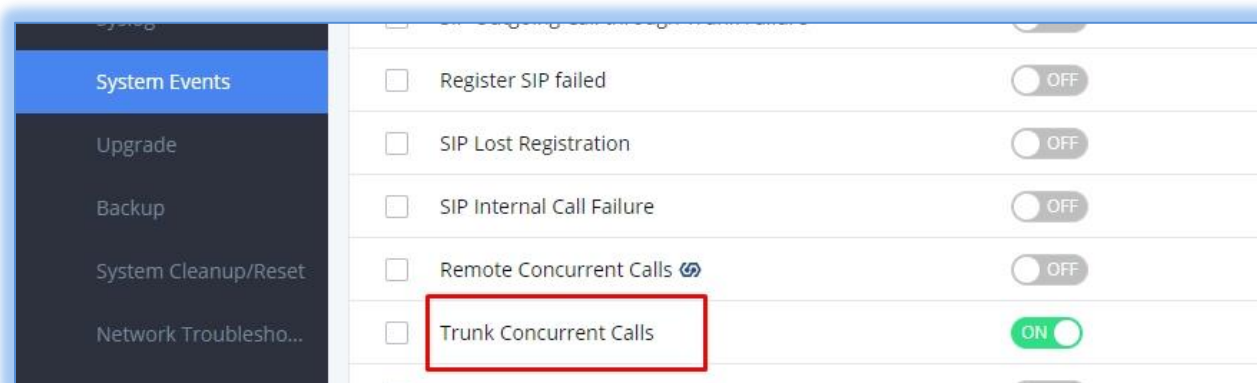 System Events
Register SIP failed
OFF
Upgrade
SIP Lost Registration
OFF
Backup
SIP Internal Call Failure
OFF
System Cleanup/Reset
Remote Concurrent Calls
OFF
Network Troublesho...
Trunk Concurrent Calls
ON